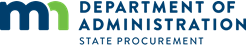 DEPARTMENT OF
ADMINISTRATION
STATE PROCUREMENT